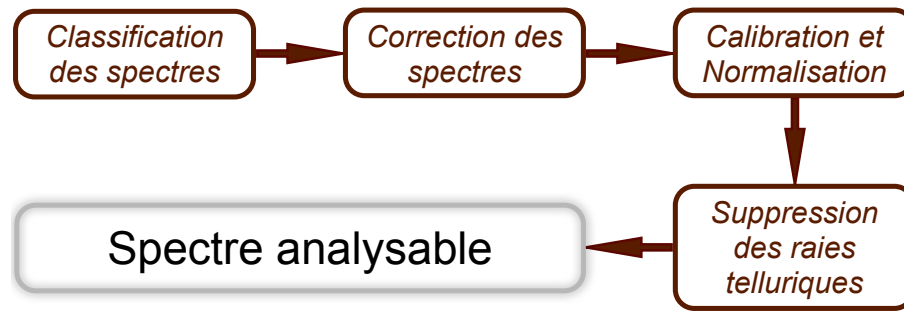 Classification
des spectres
Correction des
spectres
Calibration et
Normalisation
Suppression
des raies
telluriques
Spectre analysable